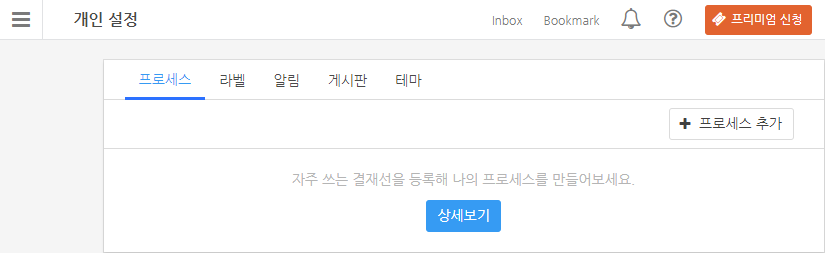 개인 설정 Inbox Bookmark 프리미엄 신청
프로세스 라벨 알림 게시판 테마
프로세스 추가
자주 쓰는 결재선을 등록해 나의 프로세스를 만들어보세요.
상세보기